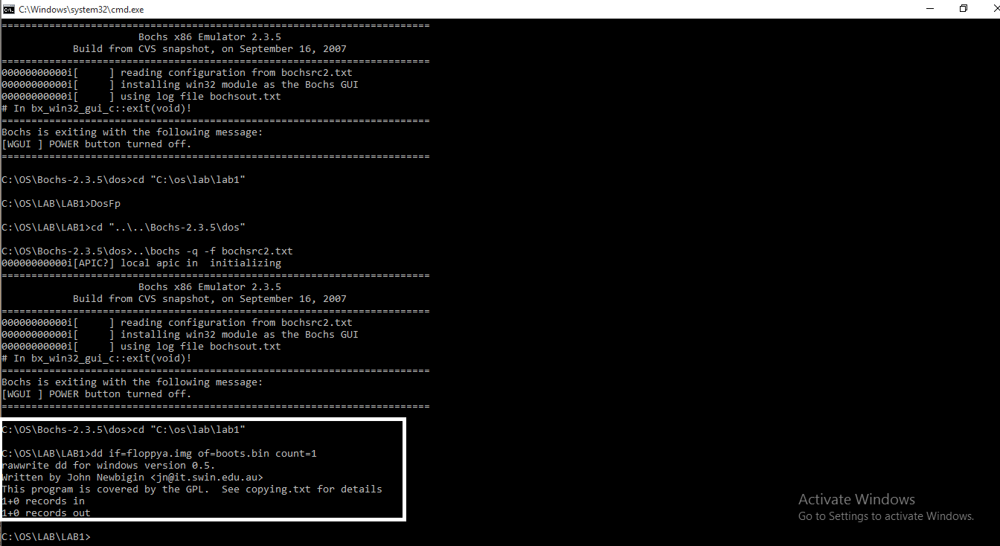 C:\Windows\system32\cmd.exe
========================================================================
Bochs x86 Emulator 2.3.5
Build from CVS snapshot, on September 16, 2007
========================================================================
00000000000i[     ] reading configuration from bochsrc2.txt
00000000000i[     ] installing win32 module as the Bochs GUI
00000000000i[     ] using log file bochsout.txt
# In bx_win32_gui_c::exit(void)!
========================================================================
Bochs is exiting with the following message:
[WGUI ] POWER button turned off.
========================================================================
C:\OS\Bochs-2.3.5\dos>cd "C:\os\lab\lab1"
C:\OS\LAB\LAB1>DosFp
C:\OS\LAB\LAB1>cd "..\..\Bochs-2.3.5\dos"
C:\OS\Bochs-2.3.5\dos>..\bochs -q -f bochsrc2.txt
00000000000i[APIC?] local apic in  initializing
========================================================================
Bochs x86 Emulator 2.3.5
Build from CVS snapshot, on September 16, 2007
========================================================================
00000000000i[     ] reading configuration from bochsrc2.txt
00000000000i[     ] installing win32 module as the Bochs GUI
00000000000i[     ] using log file bochsout.txt
# In bx_win32_gui_c::exit(void)!
========================================================================
Bochs is exiting with the following message:
[WGUI ] POWER button turned off.
========================================================================
C:\OS\Bochs-2.3.5\dos>cd "C:\os\lab\lab1"
C:\OS\LAB\LAB1>dd if=floppya.img of=boots.bin count=1
rawwrite dd for windows version 0.5.
Written by John Newbigin <jn@it.swin.edu.au>
This program is covered by the GPL.  See copying.txt for details
1+0 records in
1+0 records out
C:\OS\LAB\LAB1>
Activate Windows
Go to Settings to activate Windows.